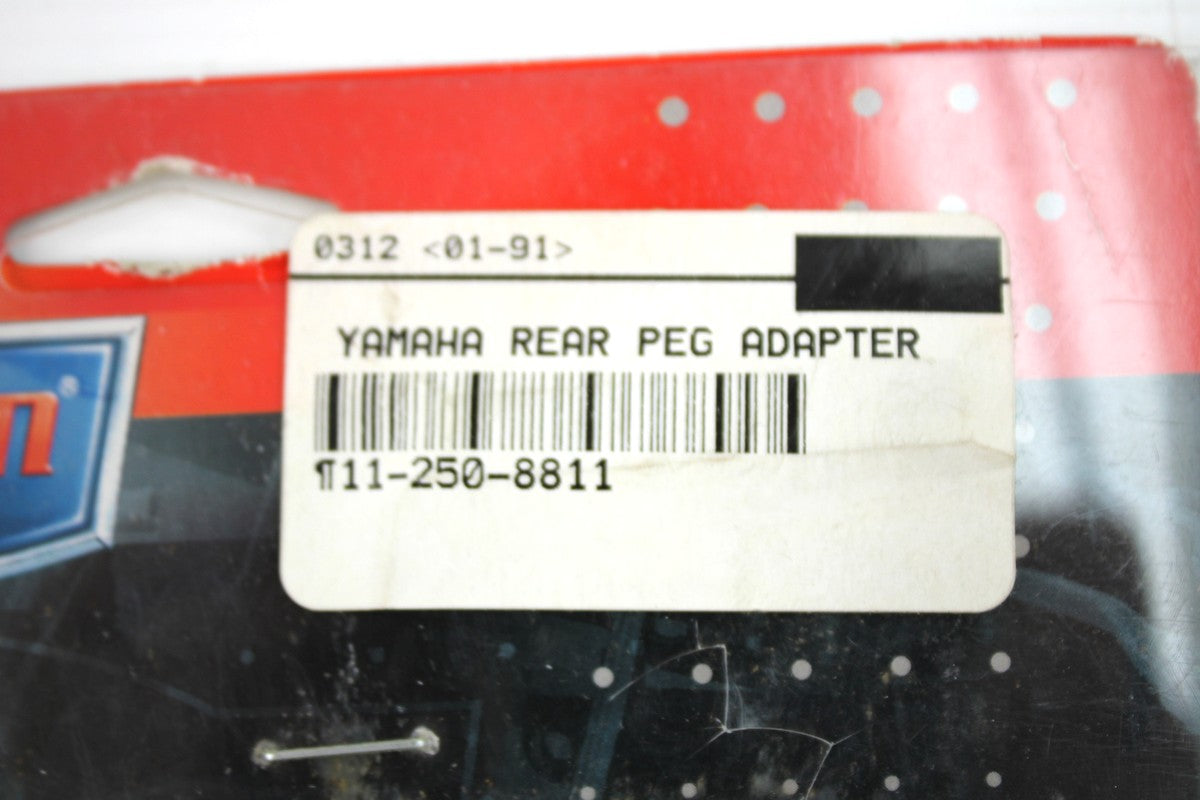 0312 <01-91>
YAMAHA REAR PEG ADAPTER
¶11-250-8811
n®